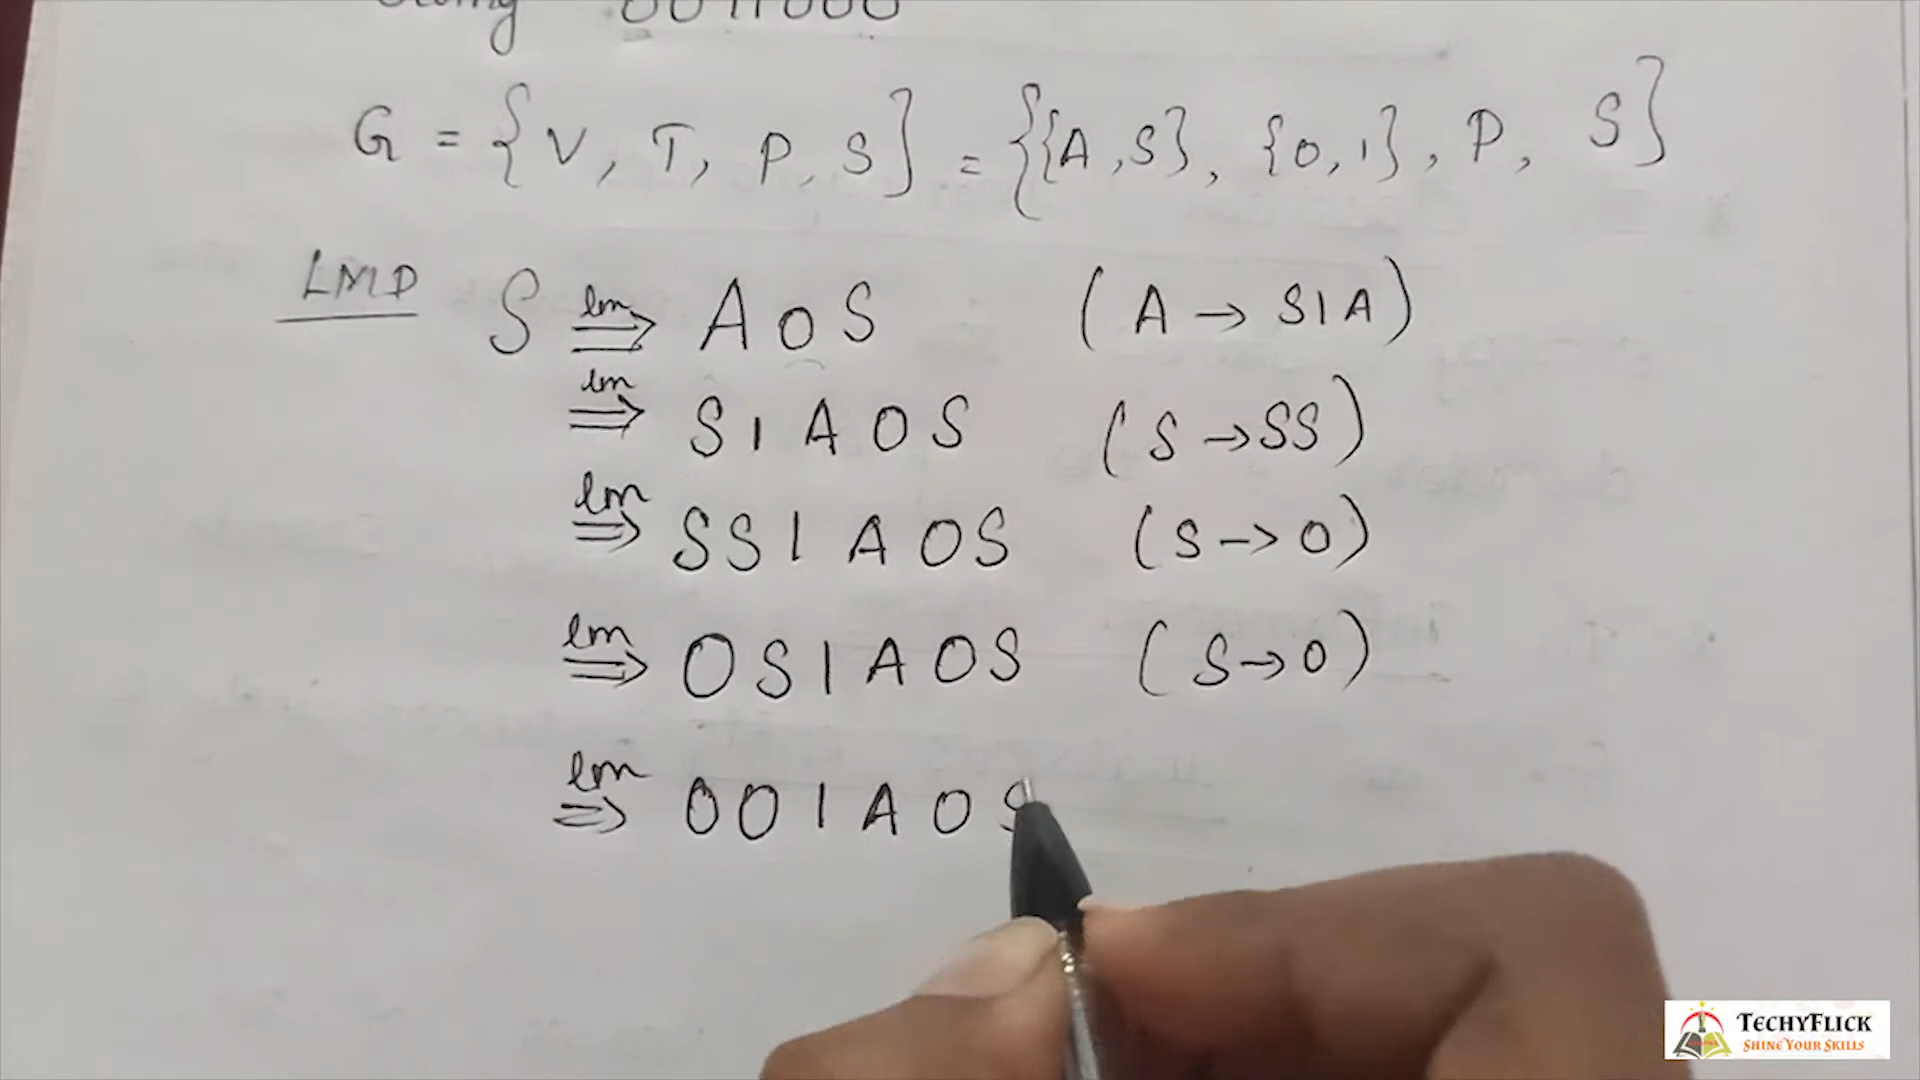 G = {V, T, P, S} = {{A,S}, {0,1}, P, S}
LMD S lm⇒ A0S (A → S1A)
lm⇒ S1A0S (S → SS)
lm⇒ SS1A0S (S → 0)
lm⇒ 0S1A0S (S → 0)
lm⇒ 001A0S
TECHYFLICK
SHINE YOUR SKILLS